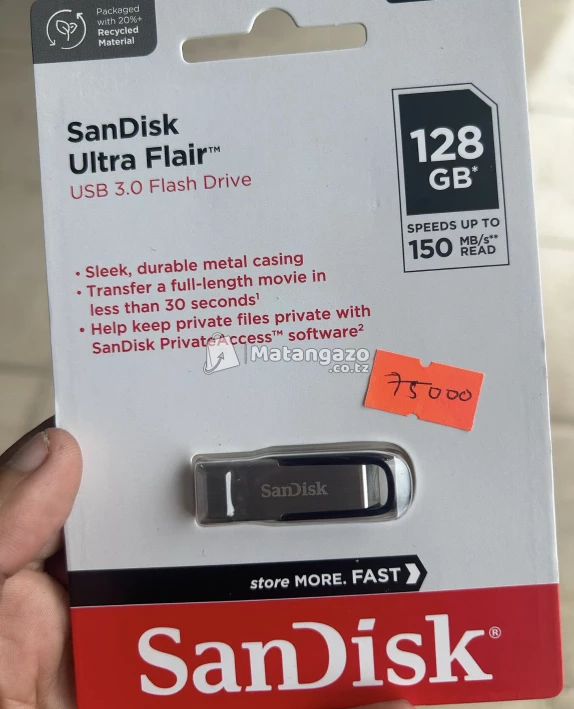 Packaged
with 20%+
Recycled
Material
SanDisk
Ultra Flair™
USB 3.0 Flash Drive
128
GB*
SPEEDS UP TO
150 MB/s**
READ
• Sleek, durable metal casing
• Transfer a full-length movie in
less than 30 seconds¹
• Help keep private files private with
SanDisk PrivateAccess™ software²
Matangazo
.co.tz
75000
SanDisk
store MORE. FAST
SanDisk®